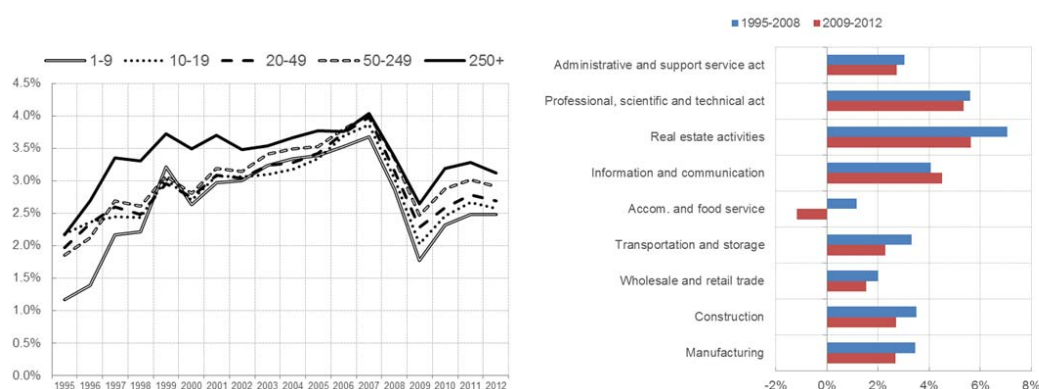 1-9 10-19 20-49 50-249 250+
4.5%
4.0%
3.5%
3.0%
2.5%
2.0%
1.5%
1.0%
0.5%
0.0%
1995 1996 1997 1998 1999 2000 2001 2002 2003 2004 2005 2006 2007 2008 2009 2010 2011 2012
1995-2008 2009-2012
Administrative and support service act
Professional, scientific and technical act
Real estate activities
Information and communication
Accom. and food service
Transportation and storage
Wholesale and retail trade
Construction
Manufacturing
-2% 0% 2% 4% 6% 8%